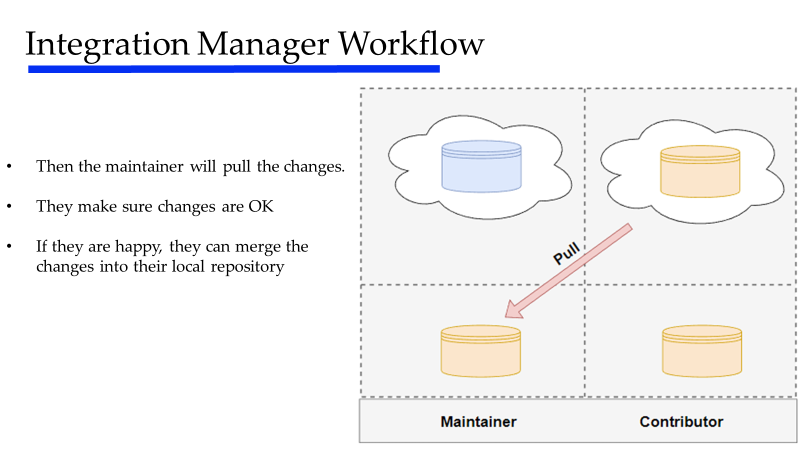 Integration Manager Workflow
• Then the maintainer will pull the changes.
• They make sure changes are OK
• If they are happy, they can merge the
changes into their local repository
Pull
Maintainer
Contributor